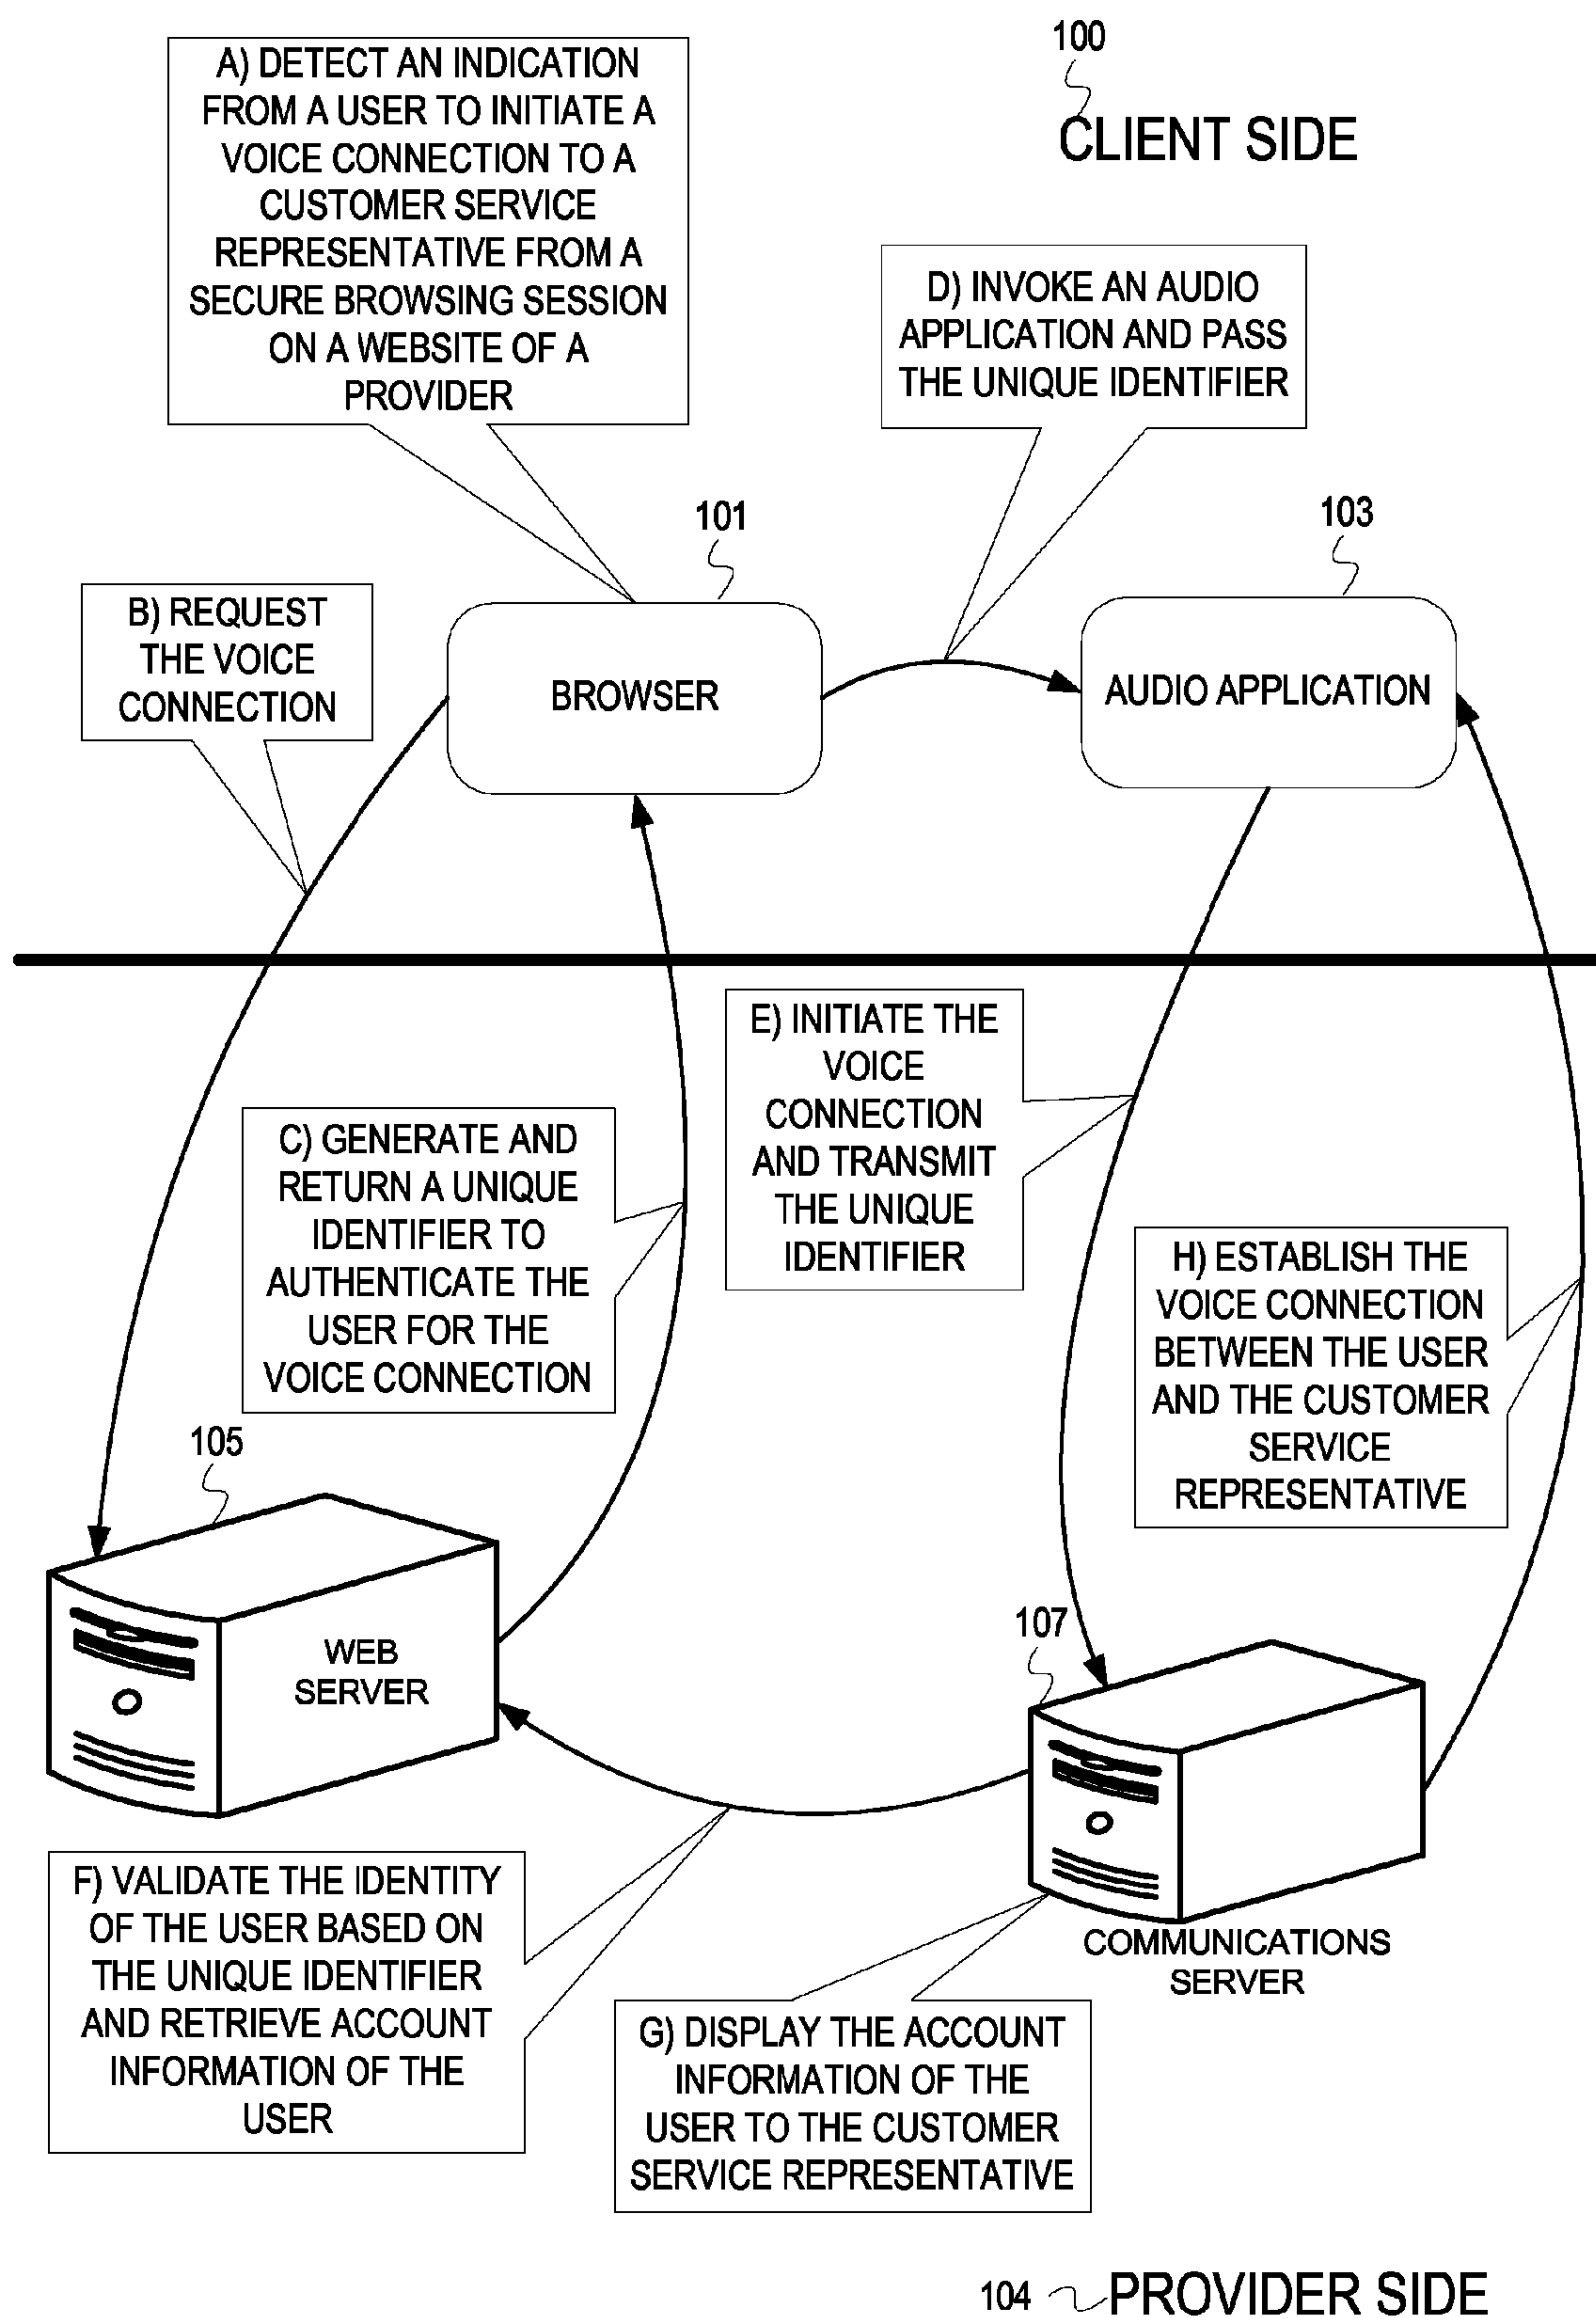 100
CLIENT SIDE
A) DETECT AN INDICATION
FROM A USER TO INITIATE A
VOICE CONNECTION TO A
CUSTOMER SERVICE
REPRESENTATIVE FROM A
SECURE BROWSING SESSION
ON A WEBSITE OF A
PROVIDER
D) INVOKE AN AUDIO
APPLICATION AND PASS
THE UNIQUE IDENTIFIER
101
103
B) REQUEST
THE VOICE
CONNECTION
BROWSER
AUDIO APPLICATION
E) INITIATE THE
VOICE
CONNECTION
AND TRANSMIT
THE UNIQUE
IDENTIFIER
C) GENERATE AND
RETURN A UNIQUE
IDENTIFIER TO
AUTHENTICATE THE
USER FOR THE
VOICE CONNECTION
H) ESTABLISH THE
VOICE CONNECTION
BETWEEN THE USER
AND THE CUSTOMER
SERVICE
REPRESENTATIVE
105
WEB
SERVER
107
COMMUNICATIONS
SERVER
F) VALIDATE THE IDENTITY
OF THE USER BASED ON
THE UNIQUE IDENTIFIER
AND RETRIEVE ACCOUNT
INFORMATION OF THE
USER
G) DISPLAY THE ACCOUNT
INFORMATION OF THE
USER TO THE CUSTOMER
SERVICE REPRESENTATIVE
104
PROVIDER SIDE